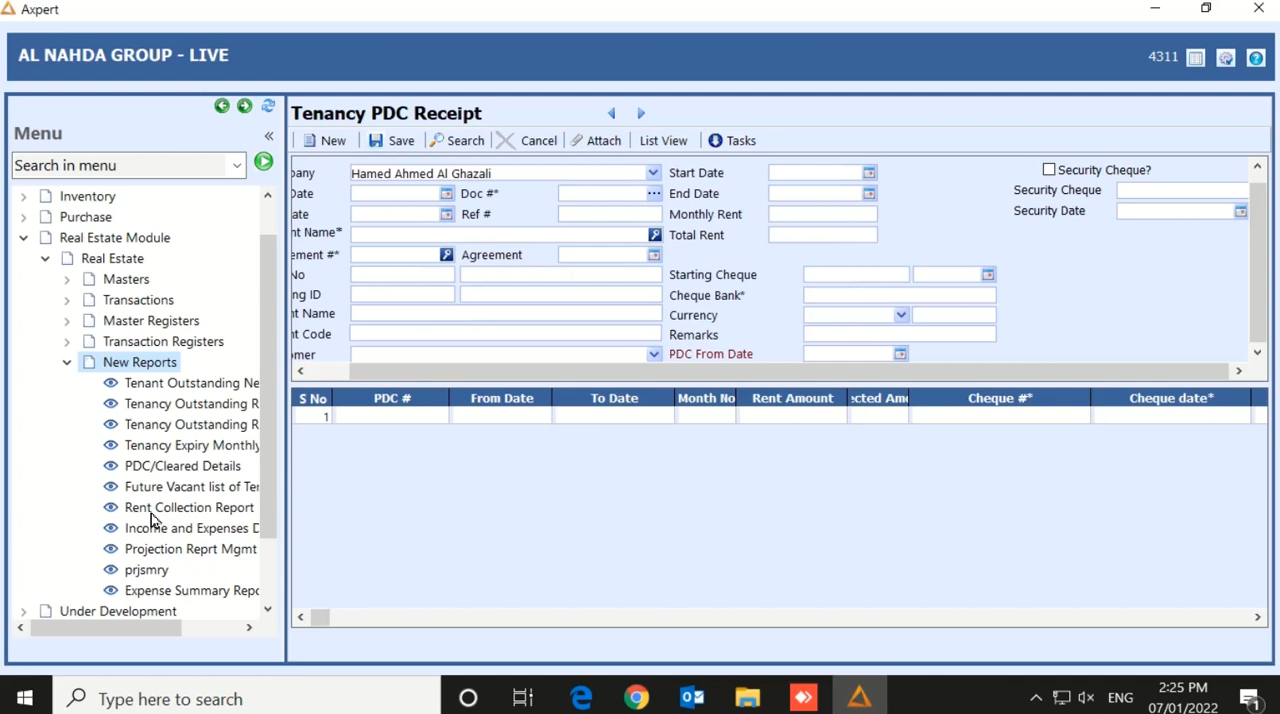 Axpert
AL NAHDA GROUP - LIVE
4311
Menu
Search in menu
Inventory
Purchase
Real Estate Module
Real Estate
Masters
Transactions
Master Registers
Transaction Registers
New Reports
Tenant Outstanding Ne
Tenancy Outstanding R
Tenancy Outstanding R
Tenancy Expiry Monthly
PDC/Cleared Details
Future Vacant list of Ter
Rent Collection Report
Income and Expenses D
Projection Reprt Mgmt
prjsmry
Expense Summary Repo
Under Development
Tenancy PDC Receipt
New Save Search Cancel Attach List View Tasks
any Hamed Ahmed Al Ghazali Start Date Security Cheque?
Date Doc #* End Date Security Cheque
ate Ref # Monthly Rent Security Date
nt Name* Total Rent
ement #* Agreement
No Starting Cheque
ng ID Cheque Bank*
nt Name Currency
nt Code Remarks
omer PDC From Date
S No PDC # From Date To Date Month No Rent Amount cted Am Cheque #* Cheque date*
1
Type here to search
ENG
2:25 PM
07/01/2022
1